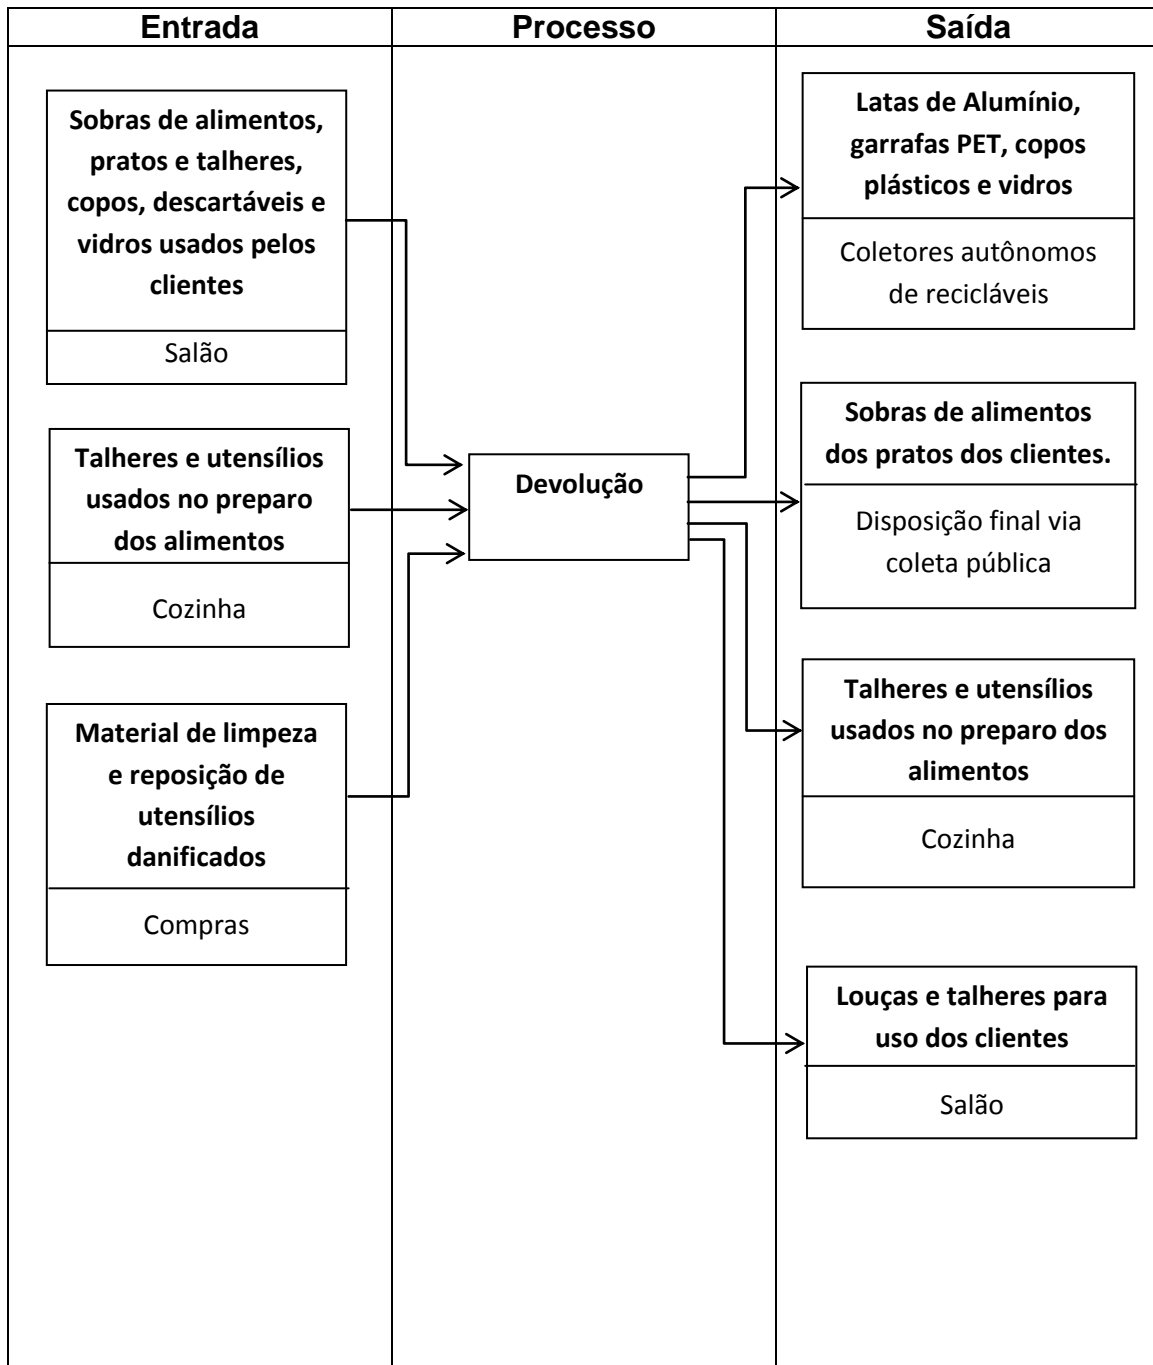 Entrada
Processo
Saída
Sobras de alimentos,
pratos e talheres,
copos, descartáveis e
vidros usados pelos
clientes
Salão
Talheres e utensílios
usados no preparo
dos alimentos
Cozinha
Material de limpeza
e reposição de
utensílios
danificados
Compras
Devolução
Latas de Alumínio,
garrafas PET, copos
plásticos e vidros
Coletores autônomos
de recicláveis
Sobras de alimentos
dos pratos dos clientes.
Disposição final via
coleta pública
Talheres e utensílios
usados no preparo dos
alimentos
Cozinha
Louças e talheres para
uso dos clientes
Salão